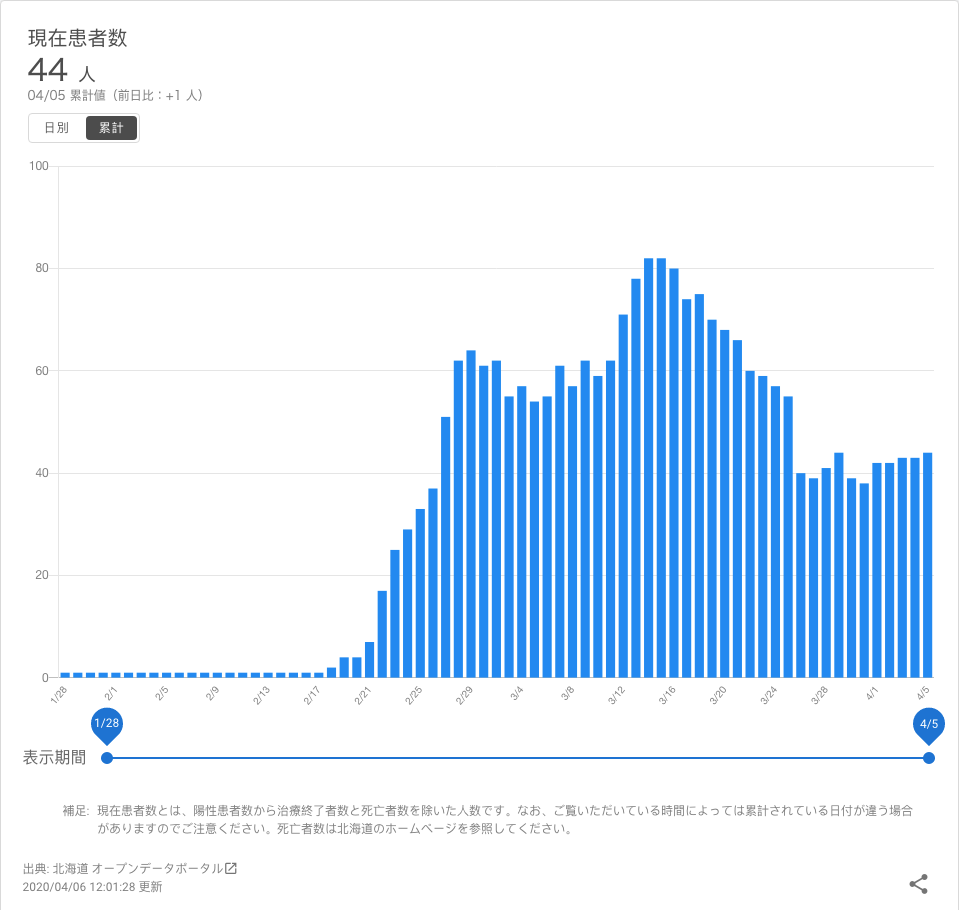 現在患者数
44 人
04/05 累計値（前日比：+1 人）
日別 累計
100
80
60
40
20
0
1/28 2/1 2/5 2/9 2/13 2/17 2/21 2/25 2/29 3/4 3/8 3/12 3/16 3/20 3/24 3/28 4/1 4/5
1/28 4/5
表示期間
補足: 現在患者数とは、陽性患者数から治療終了者数と死亡者数を除いた人数です。なお、ご覧いただいている時間によっては累計されている日付が違う場合
がありますのでご注意ください。死亡者数は北海道のホームページを参照してください。
出典: 北海道 オープンデータポータル
2020/04/06 12:01:28 更新